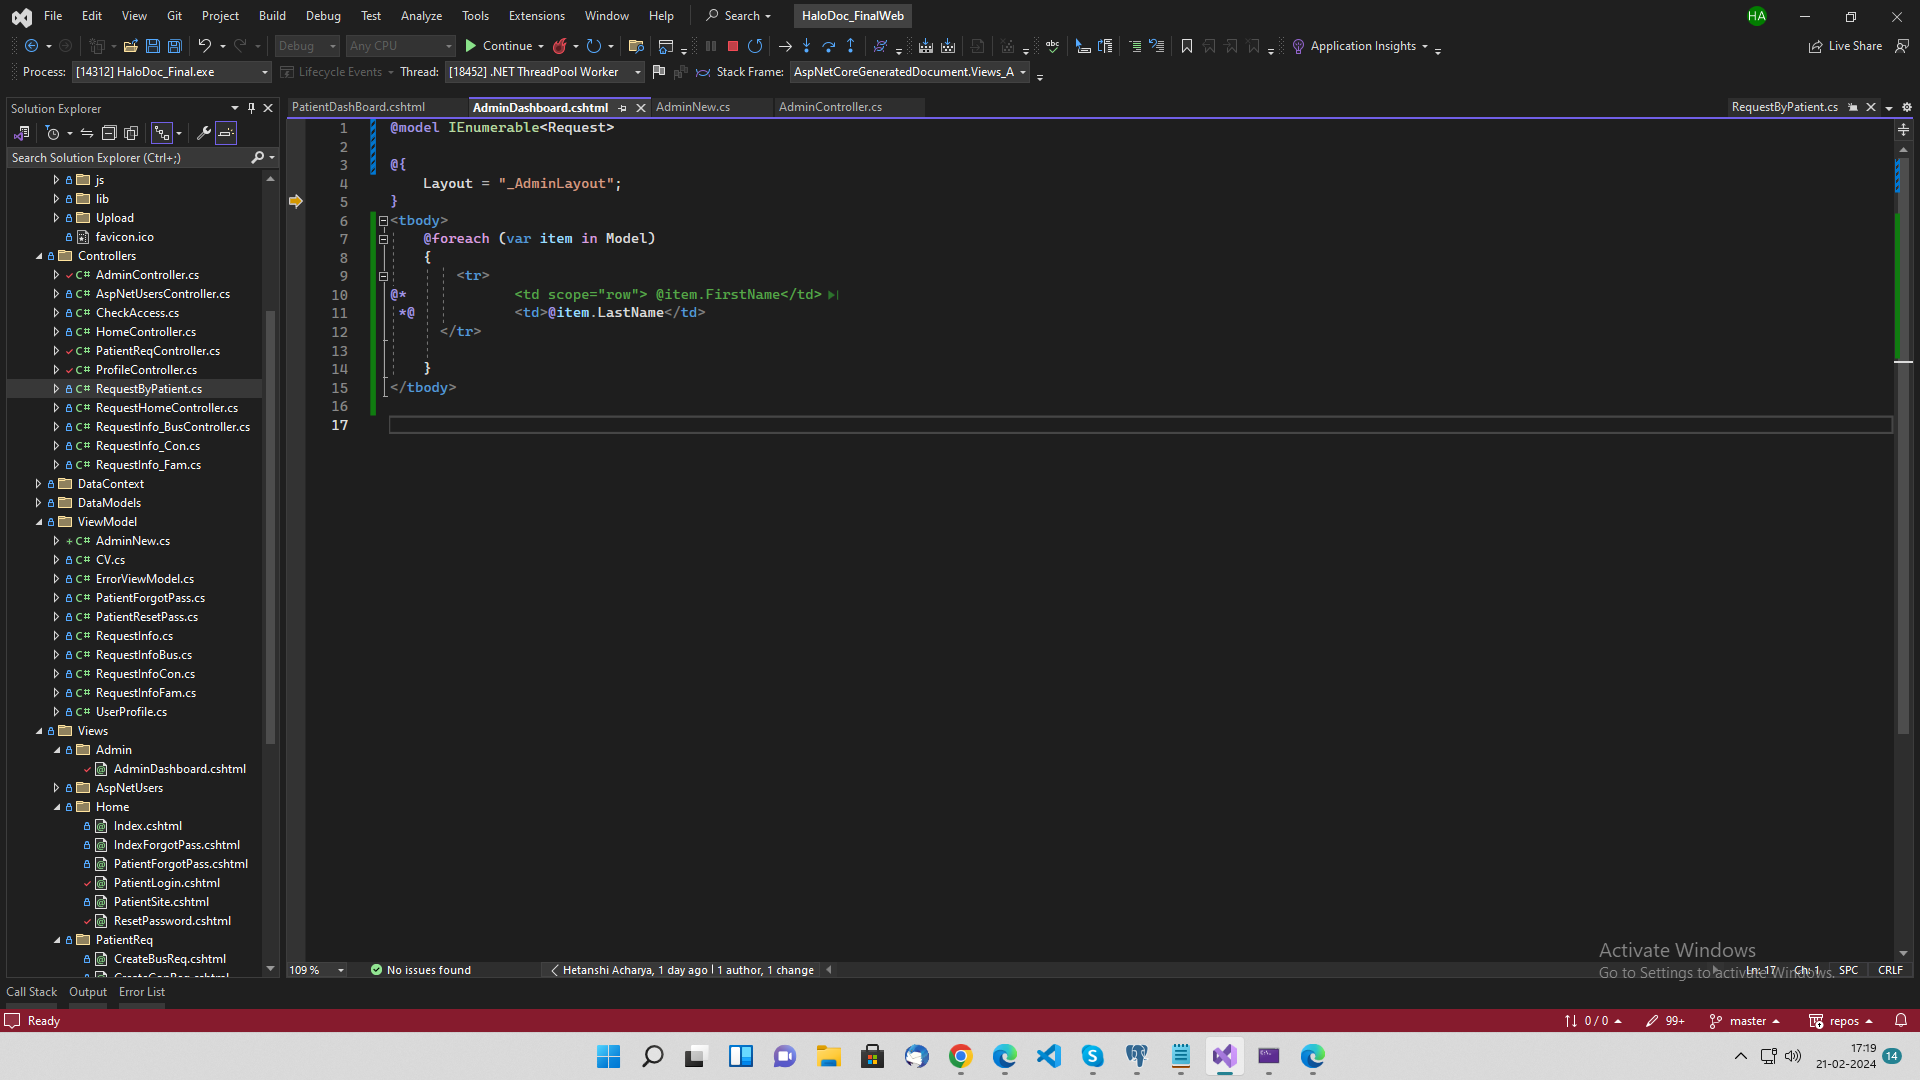 File Edit View Git Project Build Debug Test Analyze Tools Extensions Window Help Search HaloDoc_FinalWeb HA
Debug Any CPU Continue Application Insights Live Share
Process: [14312] HaloDoc_Final.exe Lifecycle Events Thread: [18452] .NET ThreadPool Worker Stack Frame: AspNetCoreGeneratedDocument.Views_A
Solution Explorer
Search Solution Explorer (Ctrl+;)
js
lib
Upload
favicon.ico
Controllers
C# AdminController.cs
C# AspNetUsersController.cs
C# CheckAccess.cs
C# HomeController.cs
C# PatientReqController.cs
C# ProfileController.cs
C# RequestByPatient.cs
C# RequestHomeController.cs
C# RequestInfo_BusController.cs
C# RequestInfo_Con.cs
C# RequestInfo_Fam.cs
DataContext
DataModels
ViewModel
C# AdminNew.cs
C# CV.cs
C# ErrorViewModel.cs
C# PatientForgotPass.cs
C# PatientResetPass.cs
C# RequestInfo.cs
C# RequestInfoBus.cs
C# RequestInfoCon.cs
C# RequestInfoFam.cs
C# UserProfile.cs
Views
Admin
AdminDashboard.cshtml
AspNetUsers
Home
Index.cshtml
IndexForgotPass.cshtml
PatientForgotPass.cshtml
PatientLogin.cshtml
PatientSite.cshtml
ResetPassword.cshtml
PatientReq
CreateBusReq.cshtml
PatientDashBoard.cshtml AdminDashboard.cshtml AdminNew.cs AdminController.cs RequestByPatient.cs
1 @model IEnumerable<Request>
2
3 @{
4 Layout = "_AdminLayout";
5 }
6 <tbody>
7 @foreach (var item in Model)
8 {
9 <tr>
10 @* <td scope="row"> @item.FirstName</td>
11 *@ <td>@item.LastName</td>
12 </tr>
13
14 }
15 </tbody>
16
17
Activate Windows
Go to Settings to activate Windows.
109 % No issues found Hetanshi Acharya, 1 day ago | 1 author, 1 change Ln: 17 Ch: 1 SPC CRLF
Call Stack Output Error List
Ready 0 / 0 99+ master repos
17:19
21-02-2024 14